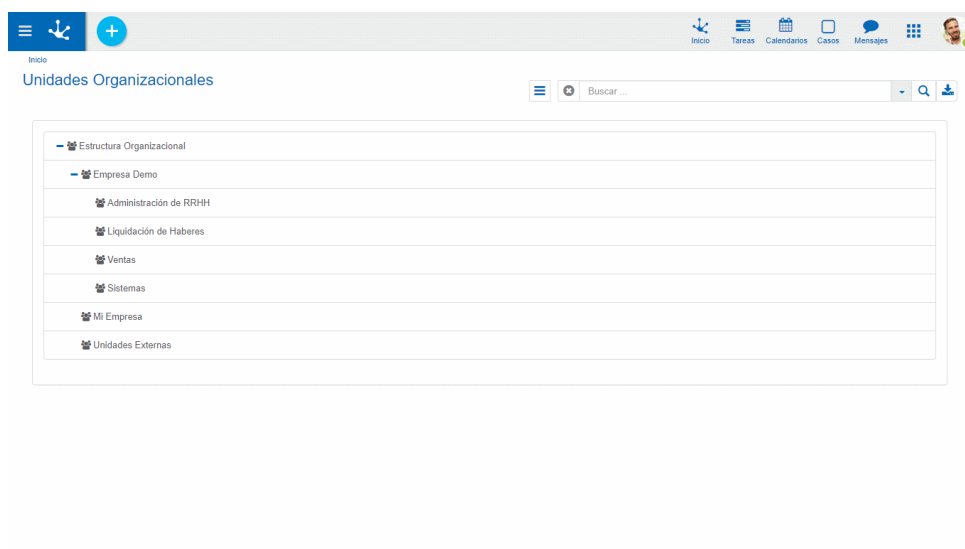 Inicio
Tareas
Calendarios
Casos
Mensajes
Inicio
Unidades Organizacionales
Buscar ...
Estructura Organizacional
Empresa Demo
Administración de RRHH
Liquidación de Haberes
Ventas
Sistemas
Mi Empresa
Unidades Externas